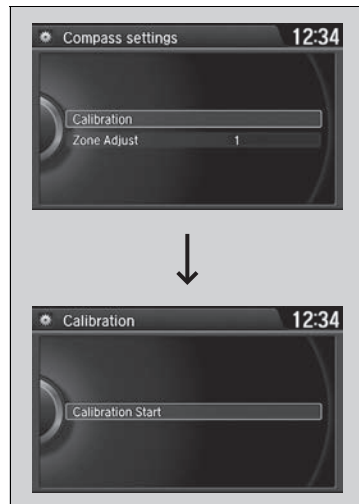 Compass settings 12:34
Calibration
Zone Adjust 1
Calibration 12:34
Calibration Start